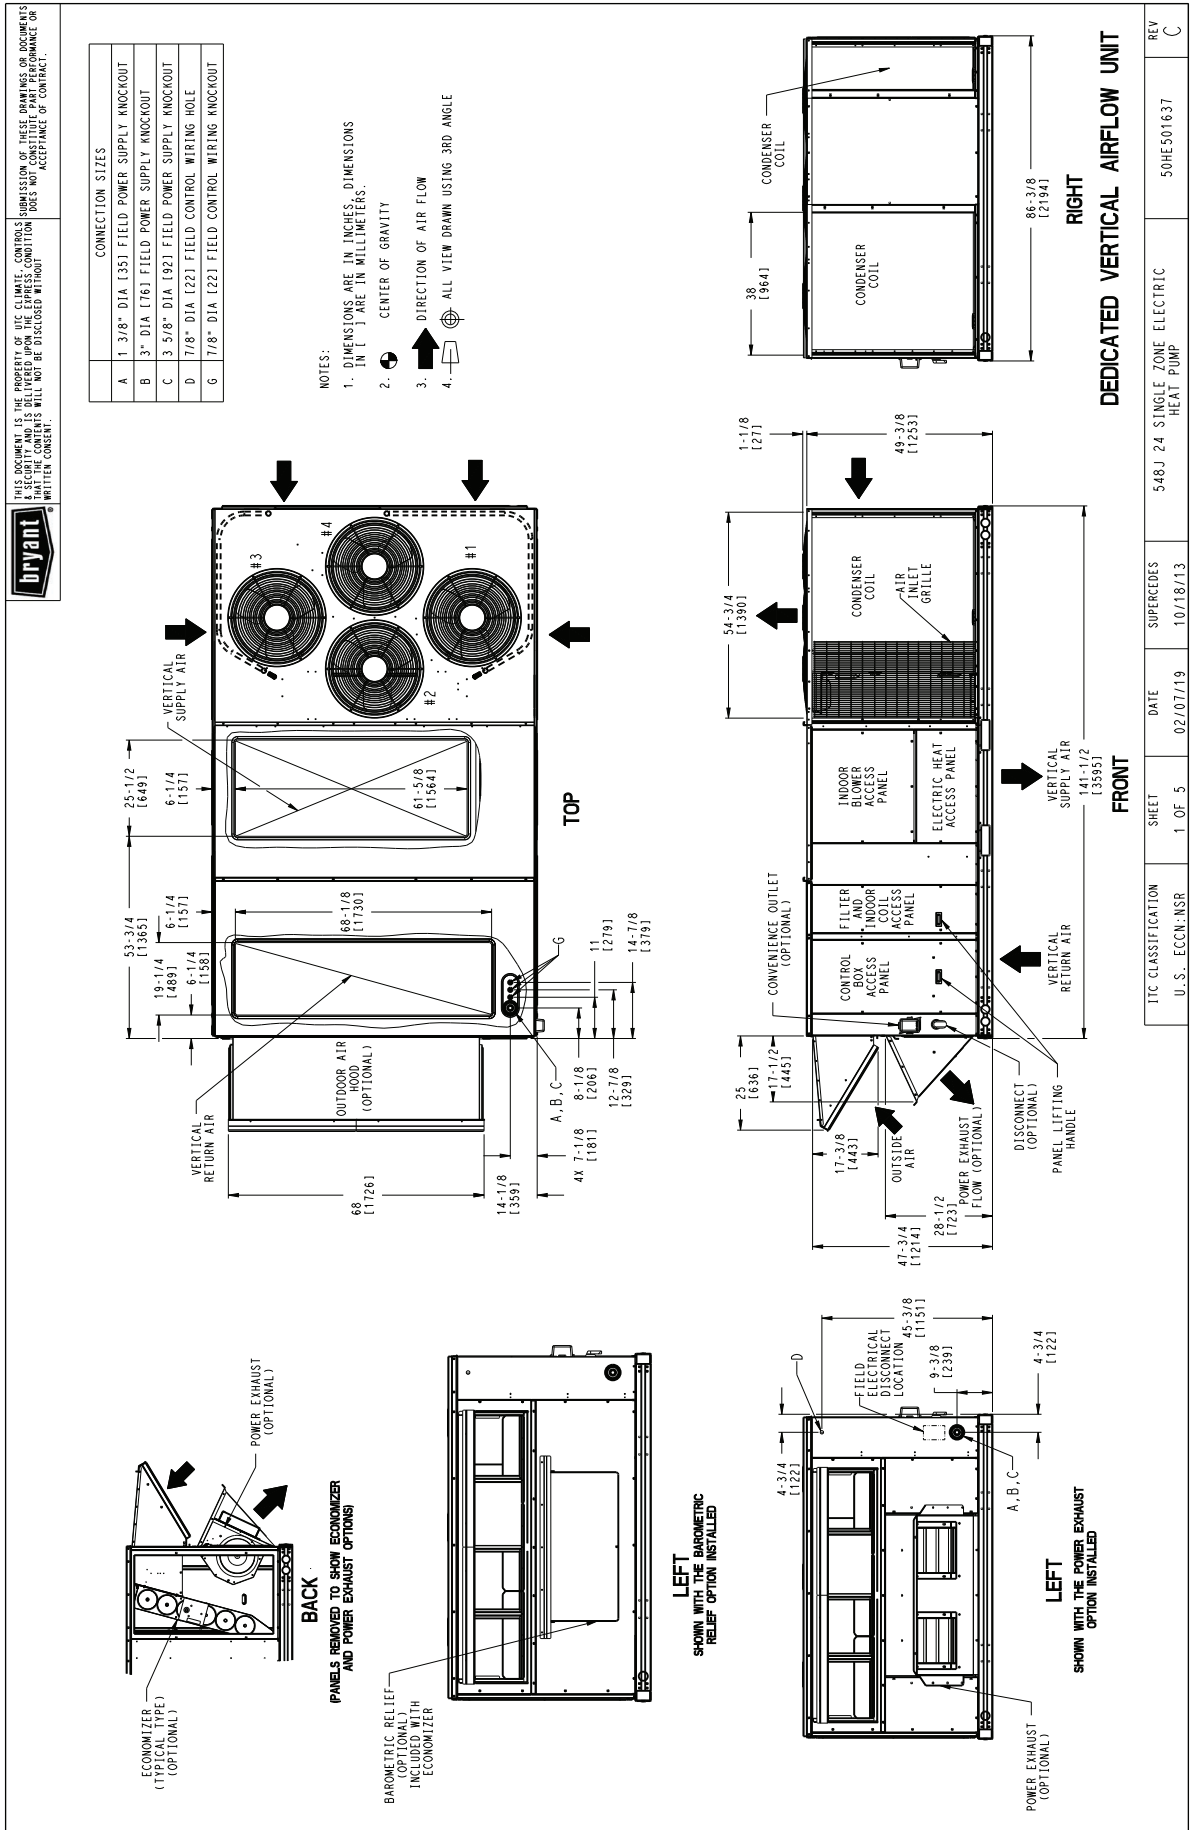 bryant
®
THIS DOCUMENT IS THE PROPERTY OF UTC CLIMATE, CONTROLS
& SECURITY AND IS DELIVERED UPON THE EXPRESS CONDITION
THAT THE CONTENTS WILL NOT BE DISCLOSED WITHOUT
WRITTEN CONSENT.
SUBMISSION OF THESE DRAWINGS OR DOCUMENTS
DOES NOT CONSTITUTE PART PERFORMANCE OR
ACCEPTANCE OF CONTRACT.
CONNECTION SIZES
A 1 3/8" DIA [35] FIELD POWER SUPPLY KNOCKOUT
B 3" DIA [76] FIELD POWER SUPPLY KNOCKOUT
C 3 5/8" DIA [92] FIELD POWER SUPPLY KNOCKOUT
D 7/8" DIA [22] FIELD CONTROL WIRING HOLE
G 7/8" DIA [22] FIELD CONTROL WIRING KNOCKOUT
NOTES:
1. DIMENSIONS ARE IN INCHES, DIMENSIONS
IN [ ] ARE IN MILLIMETERS.
2. CENTER OF GRAVITY
3. DIRECTION OF AIR FLOW
4. ALL VIEW DRAWN USING 3RD ANGLE
ECONOMIZER
(TYPICAL TYPE)
(OPTIONAL)
POWER EXHAUST
(OPTIONAL)
BACK
(PANELS REMOVED TO SHOW ECONOMIZER
AND POWER EXHAUST OPTIONS)
BAROMETRIC RELIEF
(OPTIONAL)
INCLUDED WITH
ECONOMIZER
LEFT
SHOWN WITH THE BAROMETRIC
RELIEF OPTION INSTALLED
VERTICAL
RETURN AIR
OUTDOOR AIR
HOOD
(OPTIONAL)
68
[1726]
14-1/8
[359]
4X 7-1/8
[181]
A,B,C
8-1/8
[206]
12-7/8
[329]
11
[279]
14-7/8
[379]
G
53-3/4
[1365]
19-1/4
[489]
6-1/4
[158]
6-1/4
[157]
68-1/8
[1730]
25-1/2
[649]
6-1/4
[157]
61-5/8
[1564]
VERTICAL
SUPPLY AIR
#3
#4
#1
#2
TOP
POWER EXHAUST
(OPTIONAL)
4-3/4
[122]
D
FIELD
ELECTRICAL
DISCONNECT
LOCATION
45-3/8
[1151]
9-3/8
[239]
4-3/4
[122]
A,B,C
LEFT
SHOWN WITH THE POWER EXHAUST
OPTION INSTALLED
47-3/4
[1214]
28-1/2
[723]
17-3/8
[443]
25
[636]
17-1/2
[445]
OUTSIDE
AIR
POWER EXHAUST
FLOW (OPTIONAL)
DISCONNECT
(OPTIONAL)
PANEL LIFTING
HANDLE
CONVENIENCE OUTLET
(OPTIONAL)
CONTROL
BOX
ACCESS
PANEL
FILTER
AND
INDOOR
COIL
ACCESS
PANEL
INDOOR
BLOWER
ACCESS
PANEL
ELECTRIC HEAT
ACCESS PANEL
CONDENSER
COIL
AIR
INLET
GRILLE
54-3/4
[1390]
1-1/8
[27]
49-3/8
[1253]
VERTICAL
RETURN AIR
VERTICAL
SUPPLY AIR
141-1/2
[3595]
FRONT
38
[964]
CONDENSER
COIL
CONDENSER
COIL
86-3/8
[2194]
RIGHT
DEDICATED VERTICAL AIRFLOW UNIT
ITC CLASSIFICATION
U.S. ECCN:NSR
SHEET
1 OF 5
DATE
02/07/19
SUPERCEDES
10/18/13
548J 24 SINGLE ZONE ELECTRIC
HEAT PUMP
50HE501637
REV
C